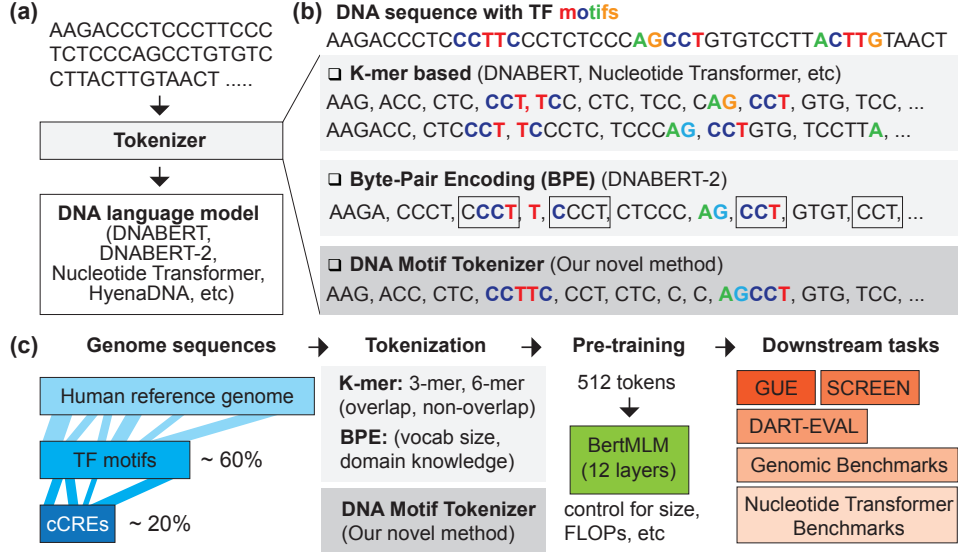 (a)
AAGACCCTCCCTTCCC
TCTCCCAGCCTGTGTC
CTTACTTGTAACT .....
Tokenizer
DNA language model
(DNABERT,
DNABERT-2,
Nucleotide Transformer,
HyenaDNA, etc)
(b) DNA sequence with TF motifs
AAGACCCTCCCTTCCCTCTCCCAGCCTGTGTCCTTACTTGTAACT
❑ K-mer based (DNABERT, Nucleotide Transformer, etc)
AAG, ACC, CTC, CCT, TCC, CTC, TCC, CAG, CCT, GTG, TCC, ...
AAGACC, CTCCCT, TCCCTC, TCCCAG, CCTGTG, TCCTTA, ...
❑ Byte-Pair Encoding (BPE) (DNABERT-2)
AAGA, CCCT, CCCT, T, CCCT, CTCCC, AG, CCT, GTGT, CCT, ...
❑ DNA Motif Tokenizer (Our novel method)
AAG, ACC, CTC, CCTTC, CCT, CTC, C, C, AGCCT, GTG, TCC, ...
(c) Genome sequences
Human reference genome
TF motifs ~ 60%
cCREs ~ 20%
Tokenization
K-mer: 3-mer, 6-mer
(overlap, non-overlap)
BPE: (vocab size,
domain knowledge)
DNA Motif Tokenizer
(Our novel method)
Pre-training
512 tokens
BertMLM
(12 layers)
control for size,
FLOPs, etc
Downstream tasks
GUE SCREEN
DART-EVAL
Genomic Benchmarks
Nucleotide Transformer
Benchmarks